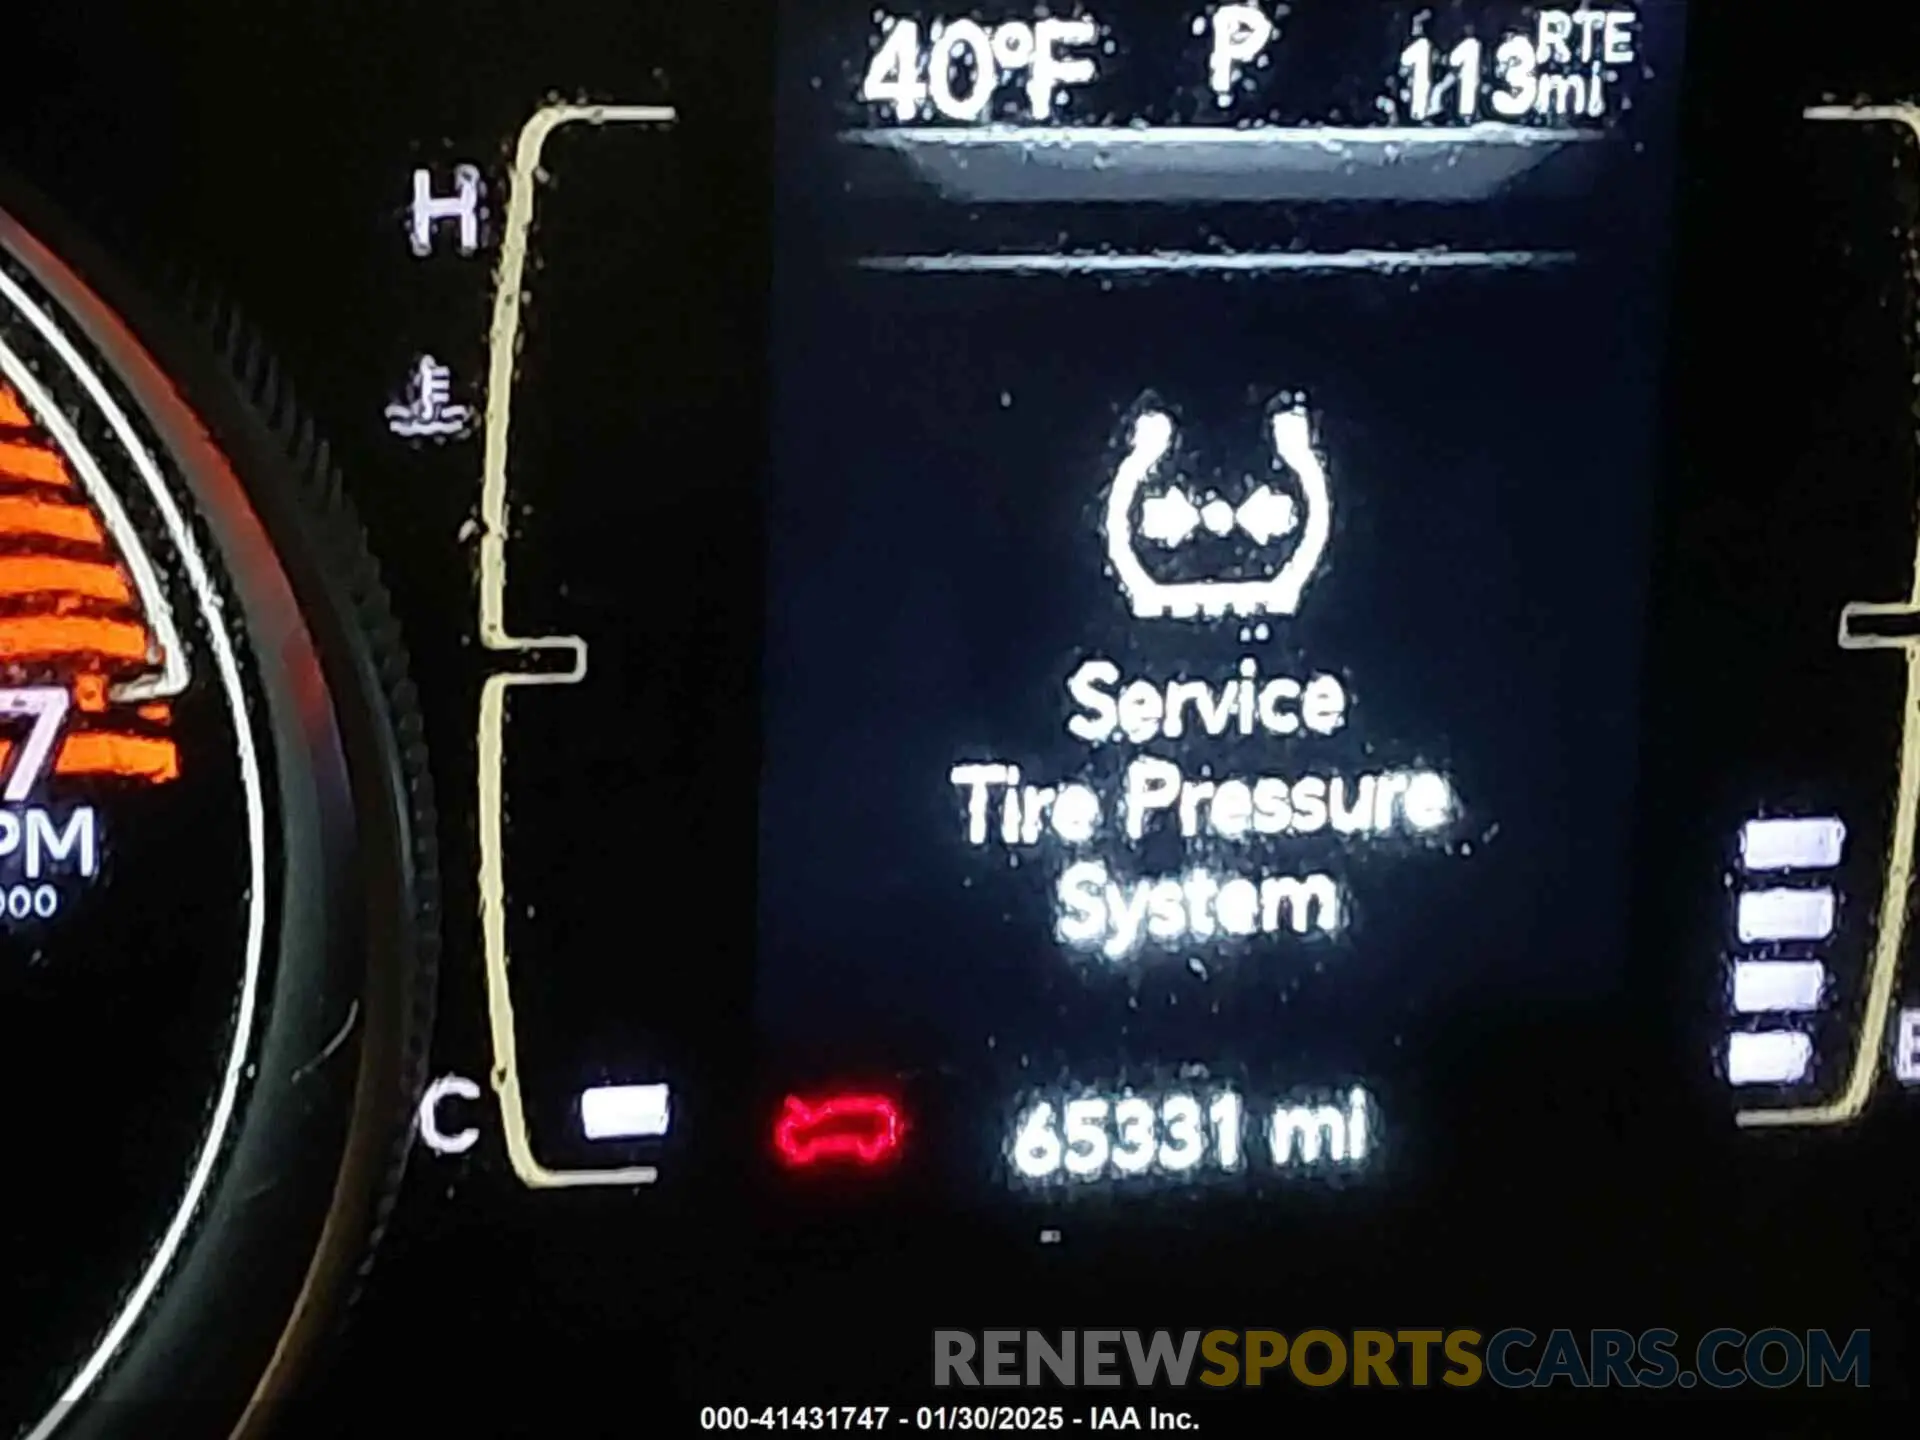 40°F P 113 RTE mi
H
Service
Tire Pressure
System
7
C
65331 mi
RENEWSPORTSCARS.COM
000-41431747 - 01/30/2025 - IAA Inc.